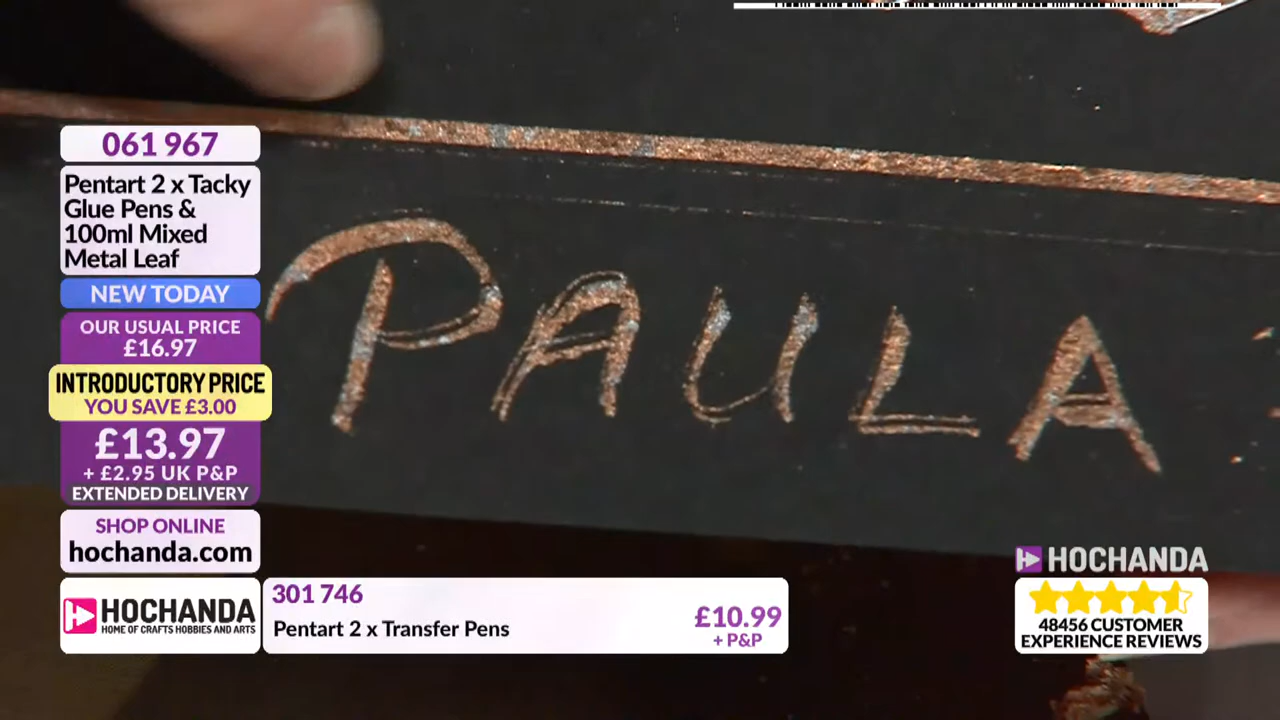 061 967
Pentart 2 x Tacky
Glue Pens &
100ml Mixed
Metal Leaf
NEW TODAY
OUR USUAL PRICE
£16.97
INTRODUCTORY PRICE
YOU SAVE £3.00
£13.97
+ £2.95 UK P&P
EXTENDED DELIVERY
SHOP ONLINE
hochanda.com
HOCHANDA
HOME OF CRAFTS HOBBIES AND ARTS
301 746
Pentart 2 x Transfer Pens
£10.99
+ P&P
PAULA
HOCHANDA
48456 CUSTOMER
EXPERIENCE REVIEWS